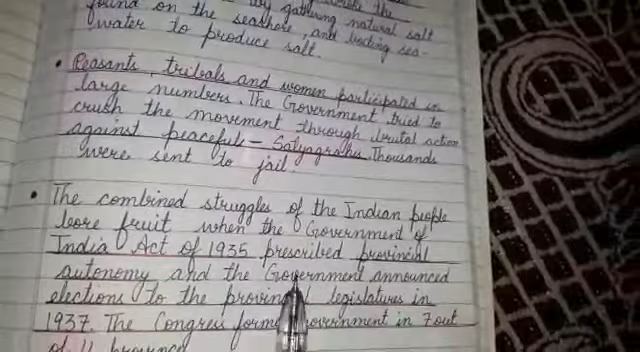 found on the seashore, and boiling sea-
water to produce salt.
• Peasants, tribals and women participated in
large numbers. The Government tried to
crush the movement through brutal action
against peaceful - Satyagrahis. Thousands
were sent to jail.
• The combined struggles of the Indian people
bore fruit when the Government of
India Act of 1935 prescribed provincial
autonomy and the Government announced
elections to the legislatures in
1937. The Congress Government in 7 out
of 11